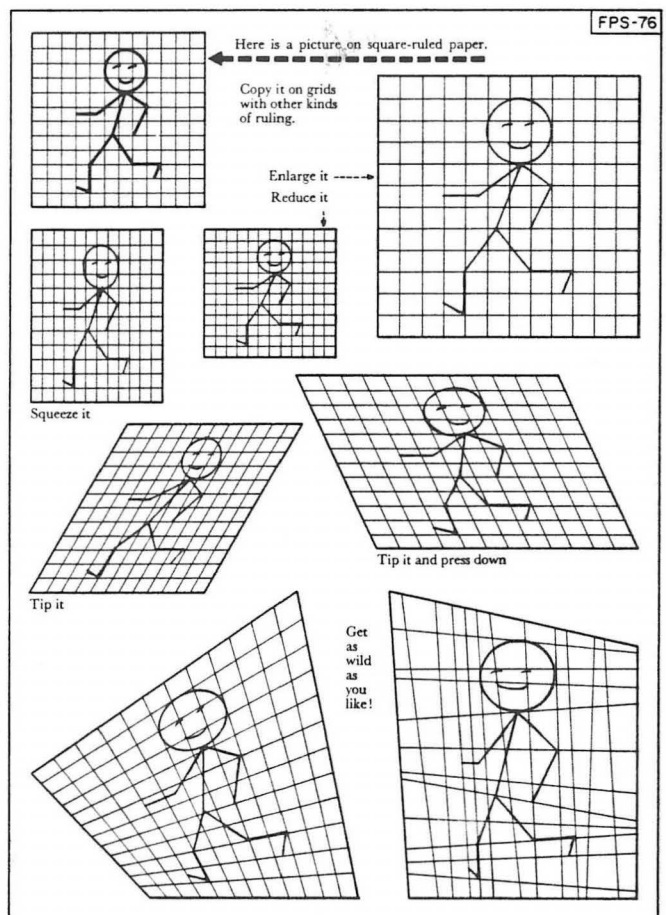 FPS-76
Here is a picture on square-ruled paper.
Copy it on grids
with other kinds
of ruling.
Enlarge it
Reduce it
Squeeze it
Tip it and press down
Tip it
Get
as
wild
as
you
like!